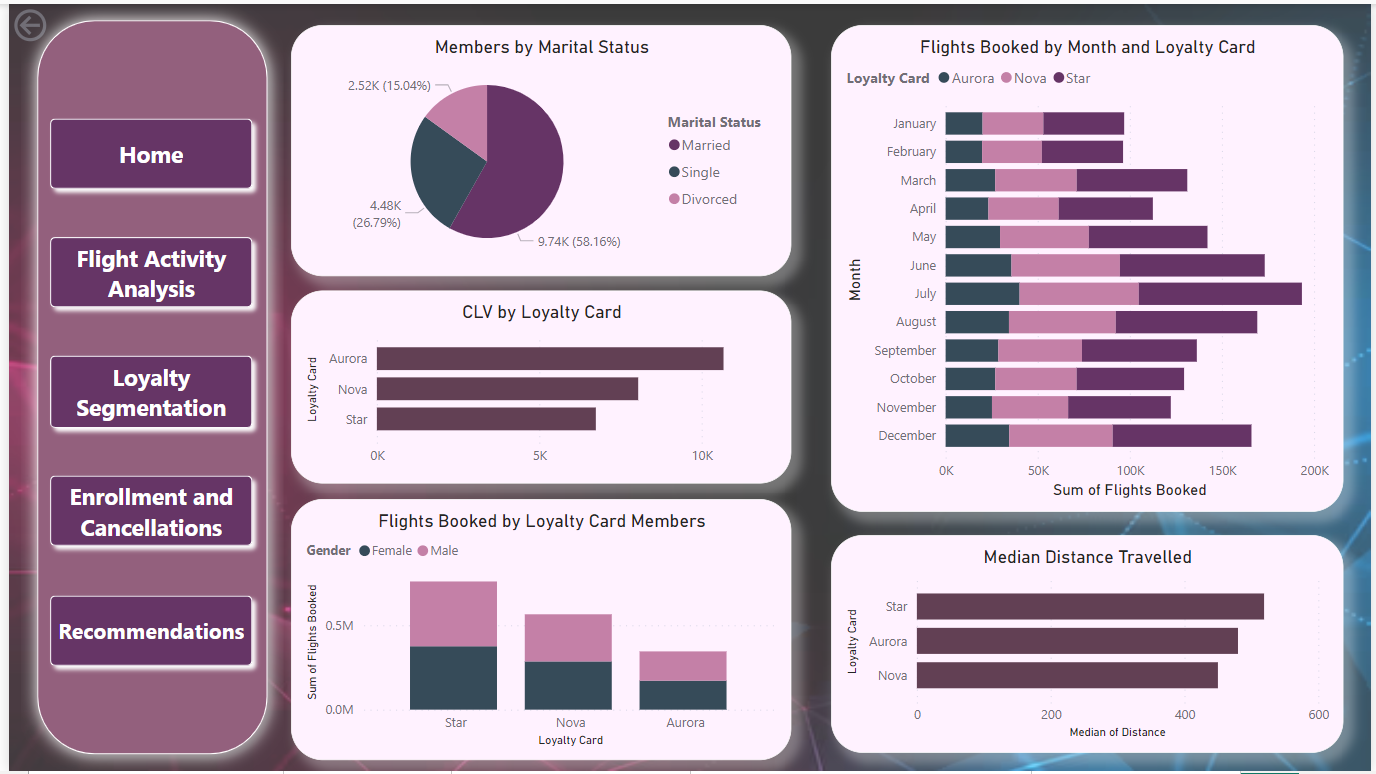 Home
Flight Activity
Analysis
Loyalty
Segmentation
Enrollment and
Cancellations
Recommendations
Members by Marital Status
2.52K (15.04%)
4.48K
(26.79%)
9.74K (58.16%)
Marital Status
Married
Single
Divorced
CLV by Loyalty Card
Loyalty Card
Aurora
Nova
Star
0K 5K 10K
Flights Booked by Loyalty Card Members
Gender Female Male
Sum of Flights Booked
0.5M
0.0M
Star Nova Aurora
Loyalty Card
Flights Booked by Month and Loyalty Card
Loyalty Card Aurora Nova Star
Month
January
February
March
April
May
June
July
August
September
October
November
December
0K 50K 100K 150K 200K
Sum of Flights Booked
Median Distance Travelled
Loyalty Card
Star
Aurora
Nova
0 200 400 600
Median of Distance